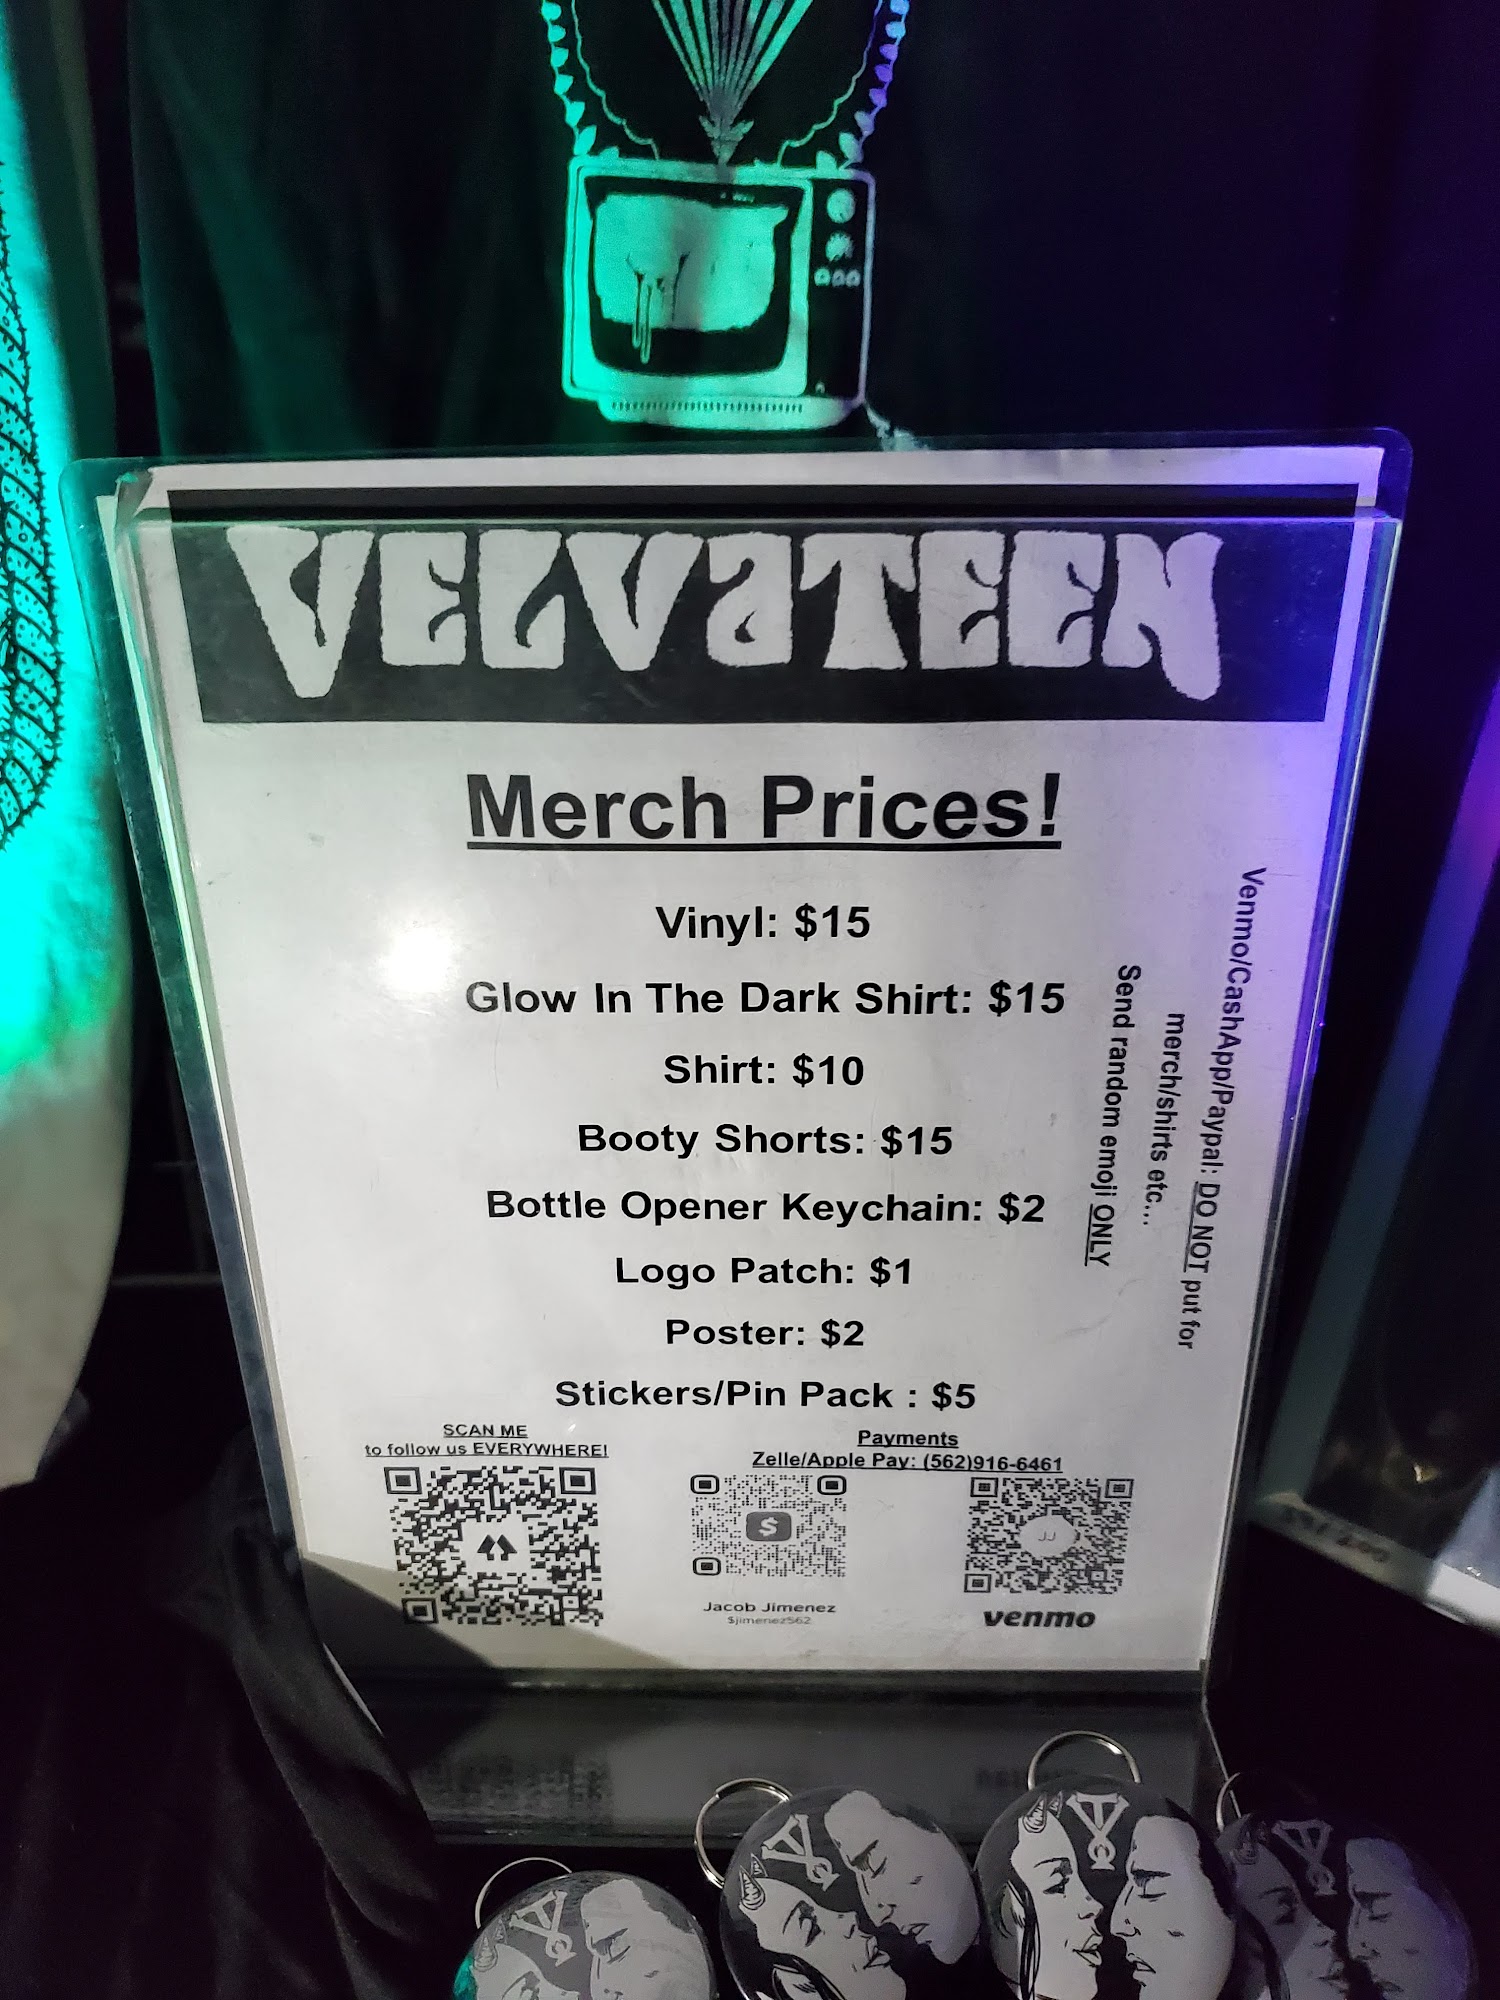 VELVaTEEN
Merch Prices!
Vinyl: $15
Glow In The Dark Shirt: $15
Shirt: $10
Booty Shorts: $15
Bottle Opener Keychain: $2
Logo Patch: $1
Poster: $2
Stickers/Pin Pack : $5
Venmo/CashApp/Paypal: DO NOT put for
merch/shirts etc...
Send random emoji ONLY
SCAN ME
to follow us EVERYWHERE!
Payments
Zelle/Apple Pay: (562)916-6461
$
JJ
Jacob Jimenez
$jimenez562
venmo